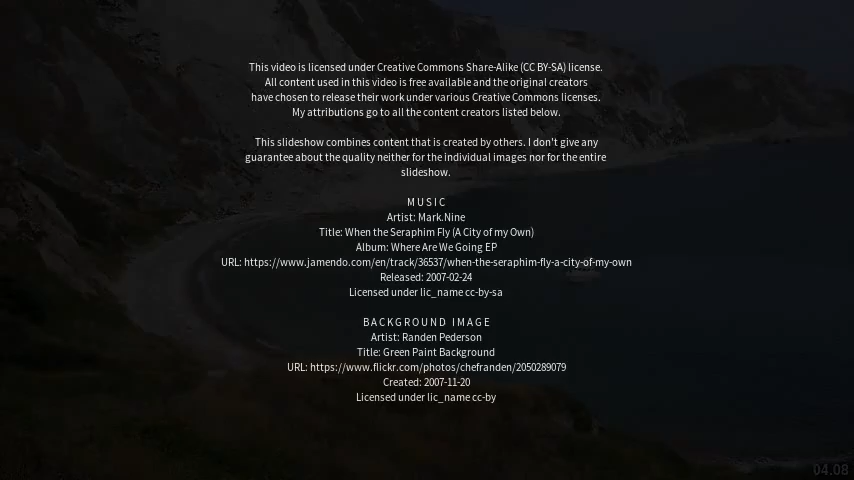 This video is licensed under Creative Commons Share-Alike (CC BY-SA) license.
All content used in this video is free available and the original creators
have chosen to release their work under various Creative Commons licenses.
My attributions go to all the content creators listed below.
This slideshow combines content that is created by others. I don't give any
guarantee about the quality neither for the individual images nor for the entire
slideshow.
MUSIC
Artist: Mark.Nine
Title: When the Seraphim Fly (A City of my Own)
Album: Where Are We Going EP
URL: https://www.jamendo.com/en/track/36537/when-the-seraphim-fly-a-city-of-my-own
Released: 2007-02-24
Licensed under lic_name cc-by-sa
BACKGROUND IMAGE
Artist: Randen Pederson
Title: Green Paint Background
URL: https://www.flickr.com/photos/chefranden/2050289079
Created: 2007-11-20
Licensed under lic_name cc-by
04.08